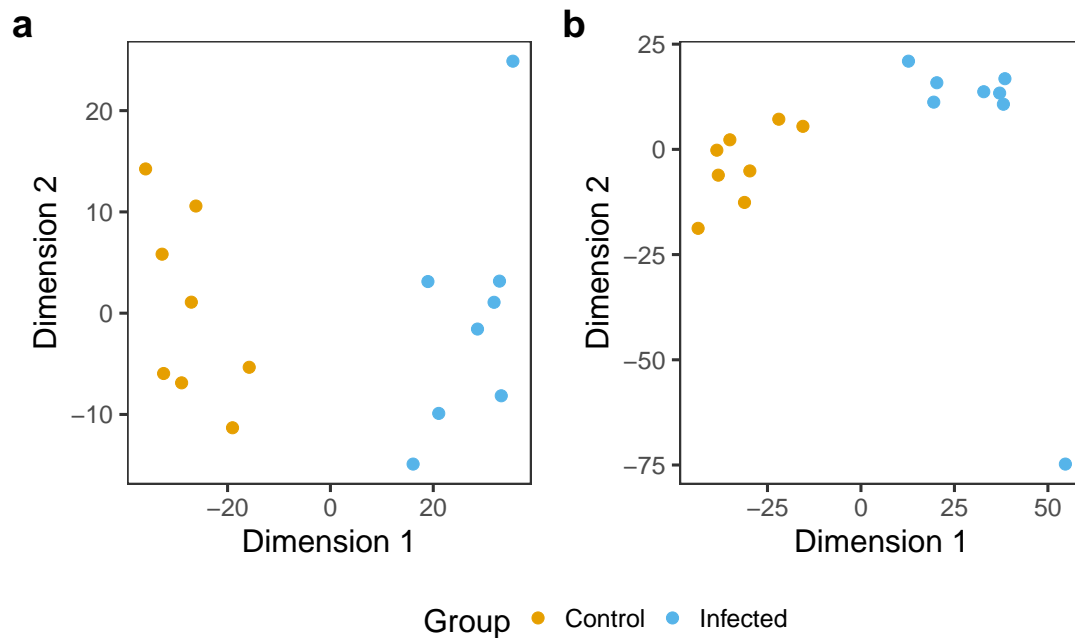 a
20
10
0
−10
Dimension 2
−20 0 20
Dimension 1
b
25
0
−25
−50
−75
Dimension 2
−25 0 25 50
Dimension 1
Group Control Infected